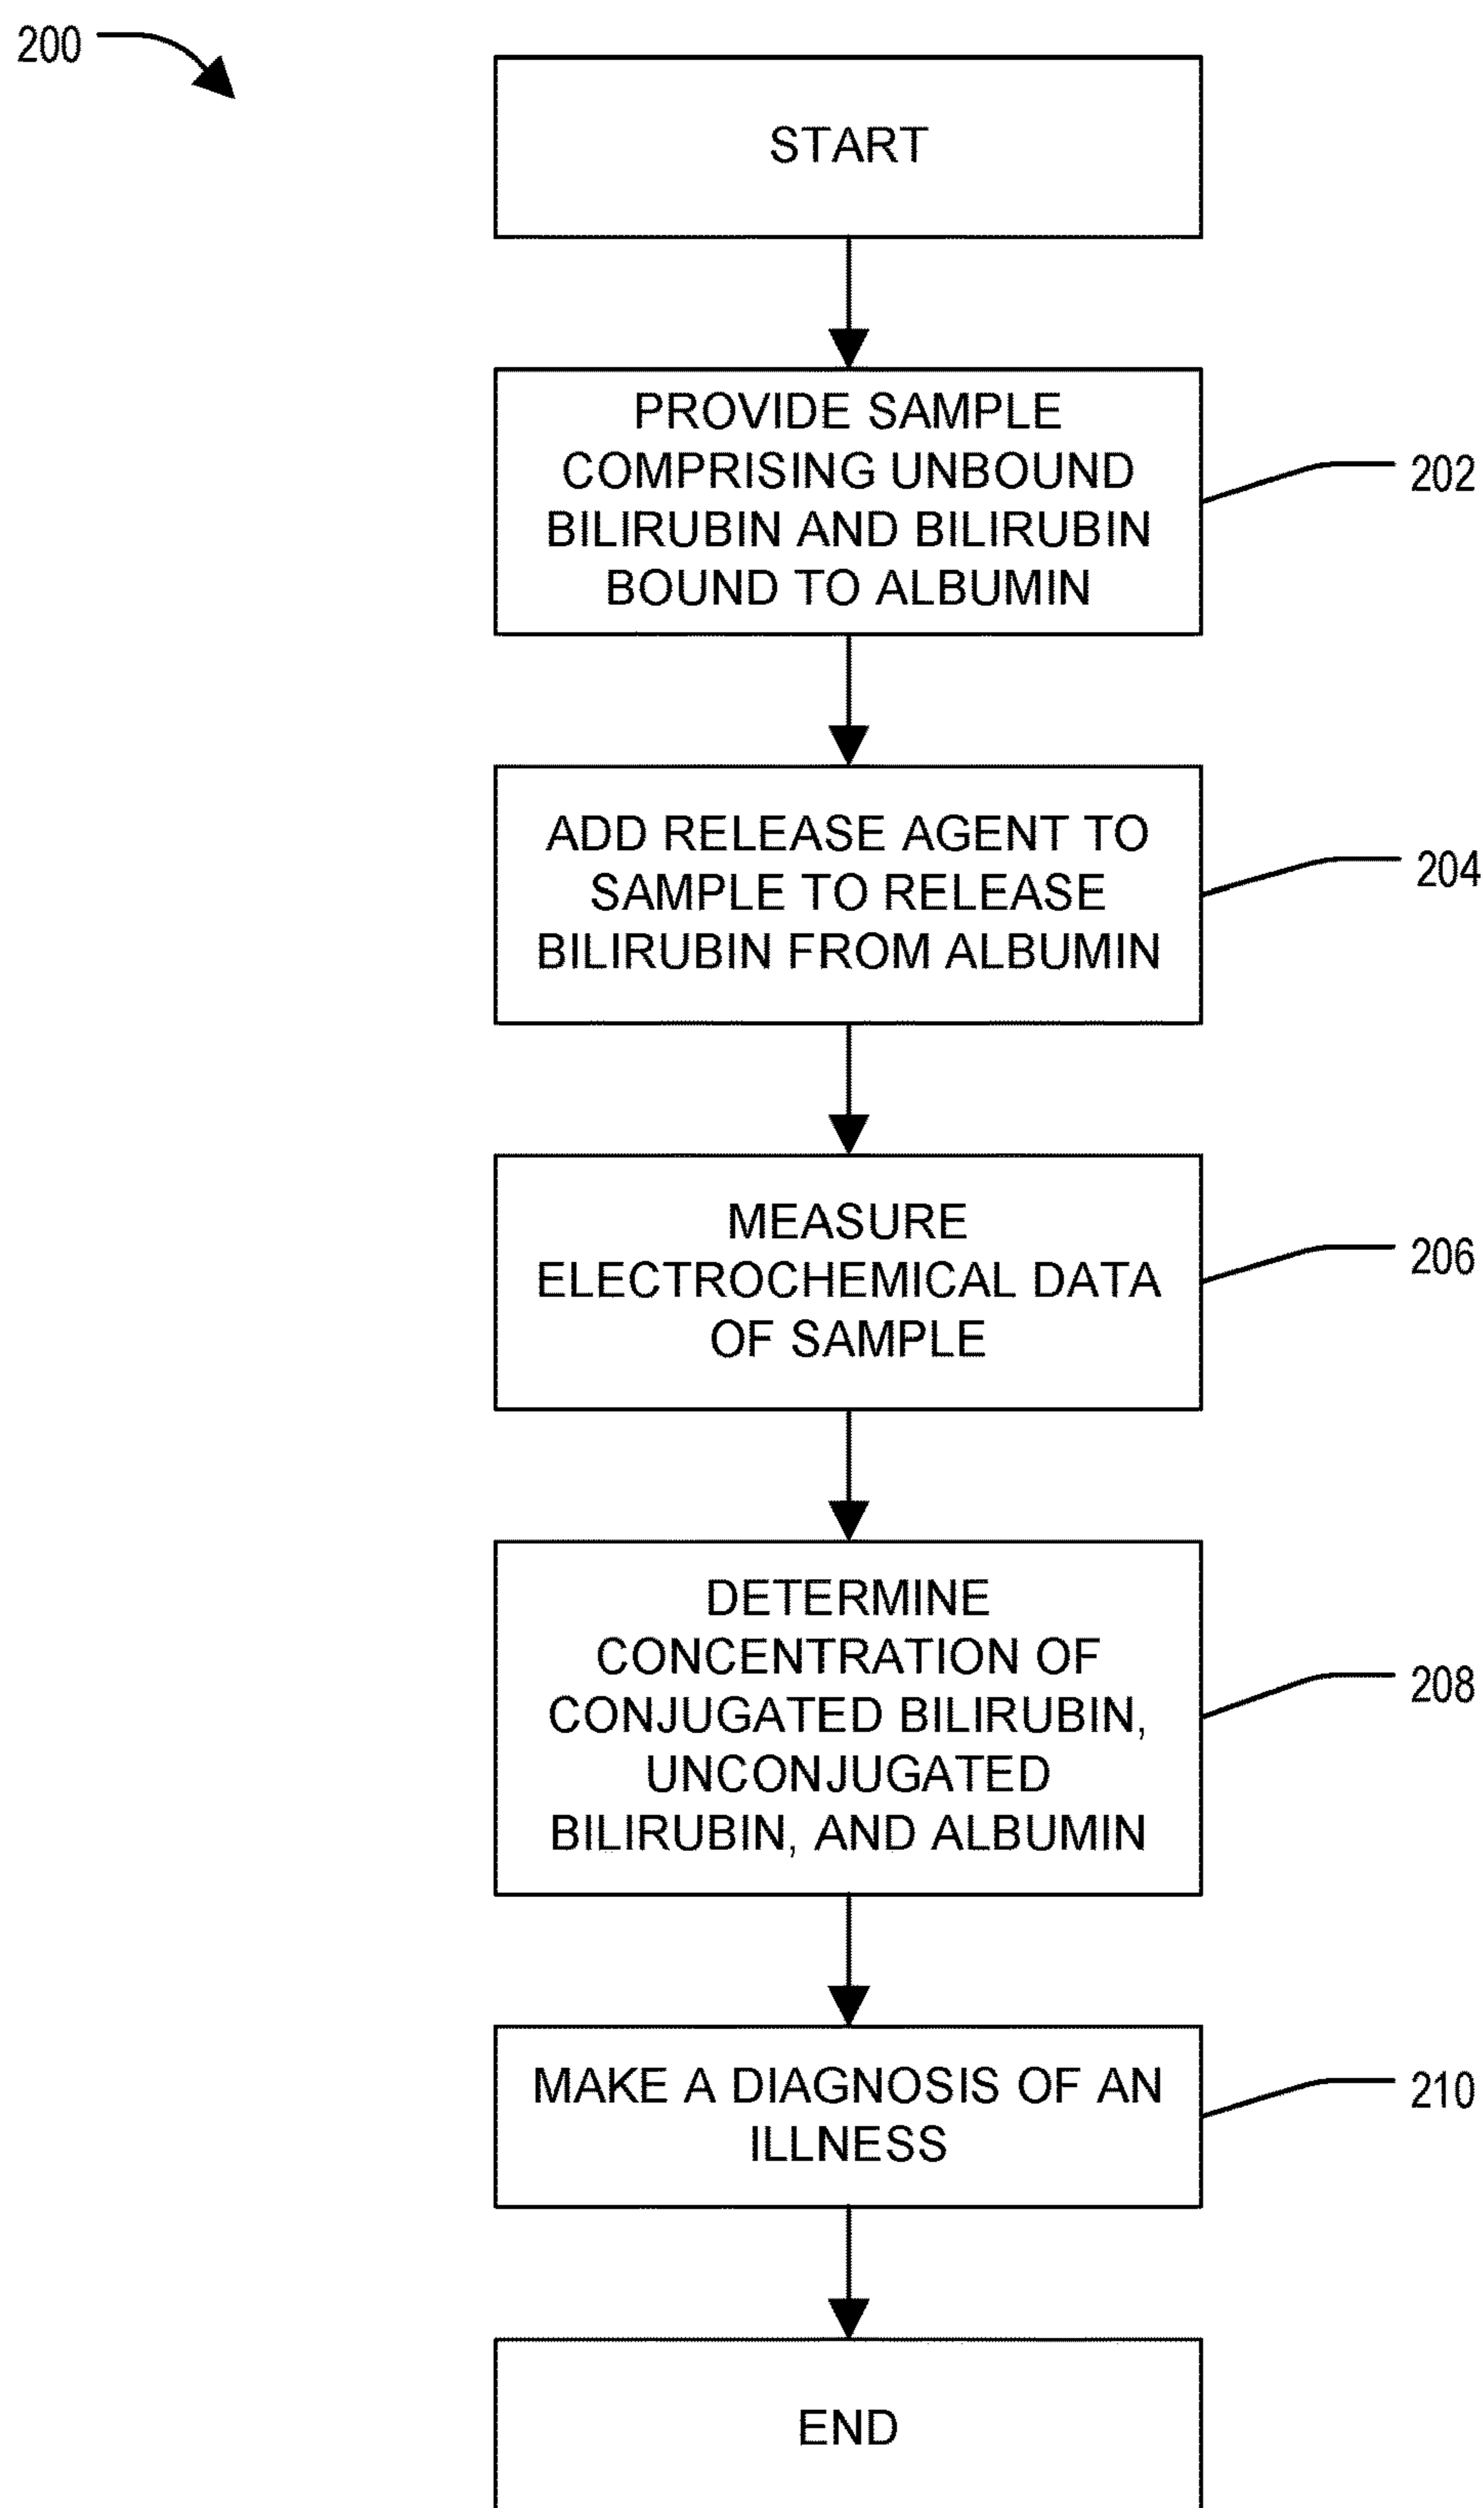 200
START
PROVIDE SAMPLE
COMPRISING UNBOUND
BILIRUBIN AND BILIRUBIN
BOUND TO ALBUMIN
202
ADD RELEASE AGENT TO
SAMPLE TO RELEASE
BILIRUBIN FROM ALBUMIN
204
MEASURE
ELECTROCHEMICAL DATA
OF SAMPLE
206
DETERMINE
CONCENTRATION OF
CONJUGATED BILIRUBIN,
UNCONJUGATED
BILIRUBIN, AND ALBUMIN
208
MAKE A DIAGNOSIS OF AN
ILLNESS
210
END